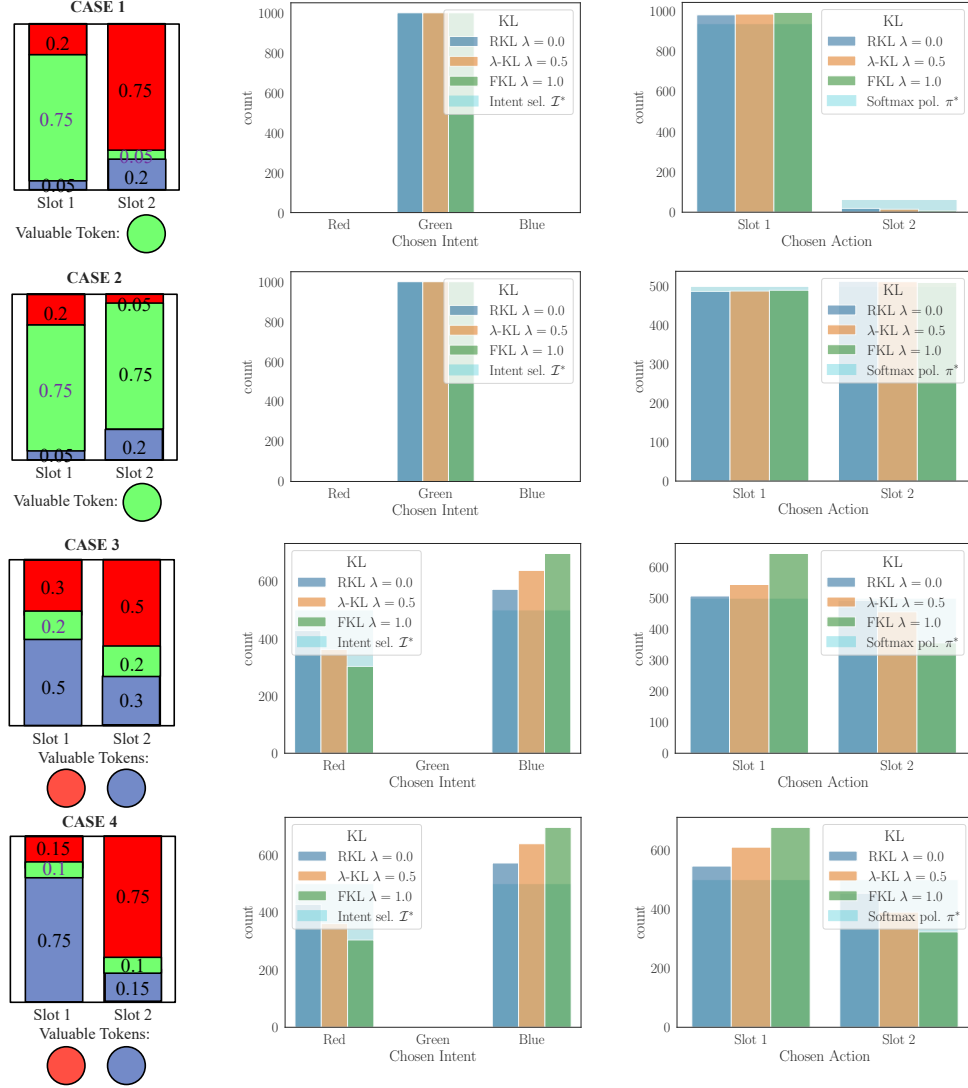 CASE 1
0.2
0.75
0.05
0.75
0.05
0.2
Slot 1 Slot 2
Valuable Token:
1000
800
600
400
200
0
count
Red Green Blue
Chosen Intent
KL
RKL λ = 0.0
λ-KL λ = 0.5
FKL λ = 1.0
Intent sel. 𝓘*
1000
800
600
400
200
0
count
Slot 1 Slot 2
Chosen Action
KL
RKL λ = 0.0
λ-KL λ = 0.5
FKL λ = 1.0
Softmax pol. π*
CASE 2
0.2
0.75
0.05
0.05
0.75
0.2
Slot 1 Slot 2
Valuable Token:
1000
800
600
400
200
0
count
Red Green Blue
Chosen Intent
KL
RKL λ = 0.0
λ-KL λ = 0.5
FKL λ = 1.0
Intent sel. 𝓘*
500
400
300
200
100
0
count
Slot 1 Slot 2
Chosen Action
KL
RKL λ = 0.0
λ-KL λ = 0.5
FKL λ = 1.0
Softmax pol. π*
CASE 3
0.3
0.2
0.5
0.5
0.2
0.3
Slot 1 Slot 2
Valuable Tokens:
600
400
200
0
count
Red Green Blue
Chosen Intent
KL
RKL λ = 0.0
λ-KL λ = 0.5
FKL λ = 1.0
Intent sel. 𝓘*
600
500
400
300
200
100
0
count
Slot 1 Slot 2
Chosen Action
KL
RKL λ = 0.0
λ-KL λ = 0.5
FKL λ = 1.0
Softmax pol. π*
CASE 4
0.15
0.1
0.75
0.75
0.1
0.15
Slot 1 Slot 2
Valuable Tokens:
600
400
200
0
count
Red Green Blue
Chosen Intent
KL
RKL λ = 0.0
λ-KL λ = 0.5
FKL λ = 1.0
Intent sel. 𝓘*
600
400
200
0
count
Slot 1 Slot 2
Chosen Action
KL
RKL λ = 0.0
λ-KL λ = 0.5
FKL λ = 1.0
Softmax pol. π*